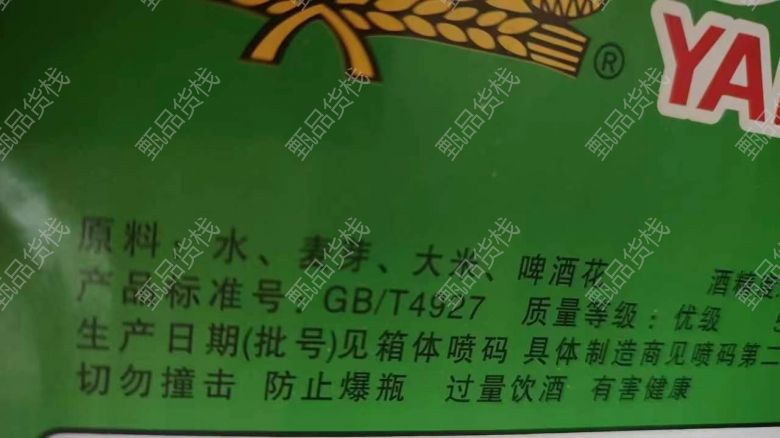 ®
YA
原料：水、麦芽、大米、啤酒花 酒精
产品标准号：GB/T4927 质量等级：优级
生产日期(批号)见箱体喷码 具体制造商见喷码第二
切勿撞击 防止爆瓶 过量饮酒 有害健康
甄品货栈